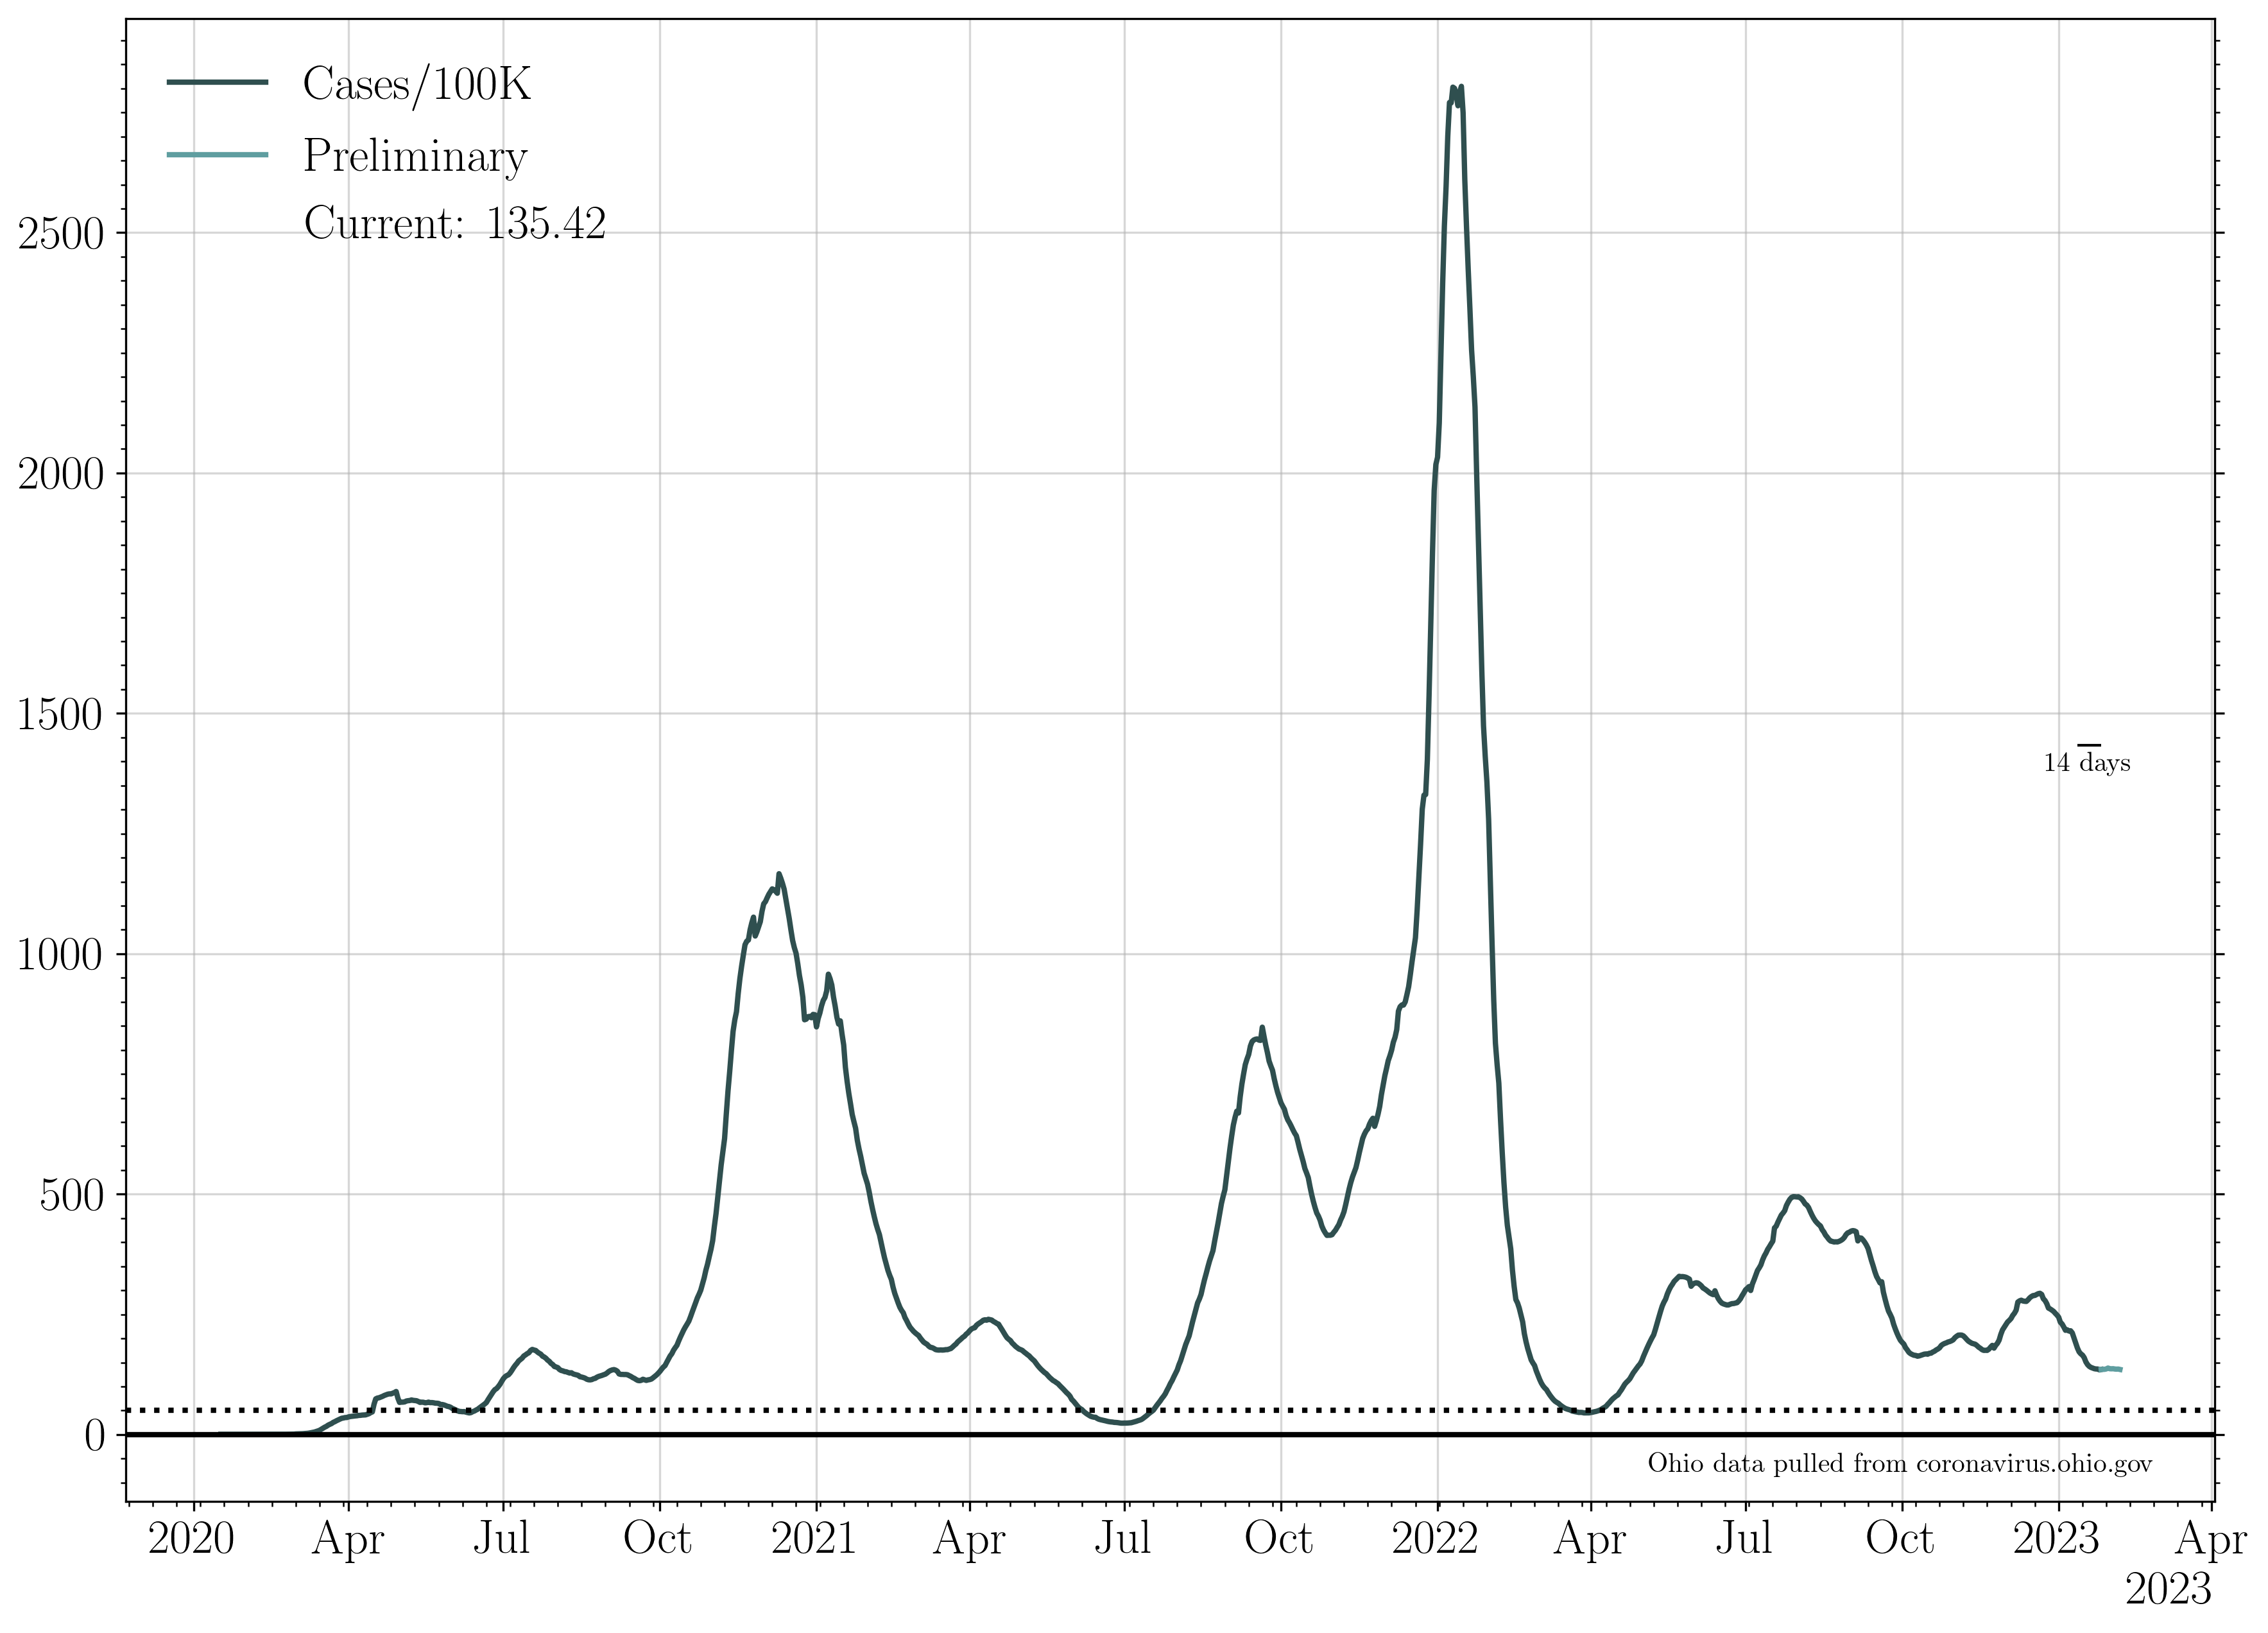 Cases/100K
Preliminary
Current: 135.42
2500
2000
1500
14 days
1000
500
0
Ohio data pulled from coronavirus.ohio.gov
2020 Apr Jul Oct 2021 Apr Jul Oct 2022 Apr Jul Oct 2023 Apr
2023